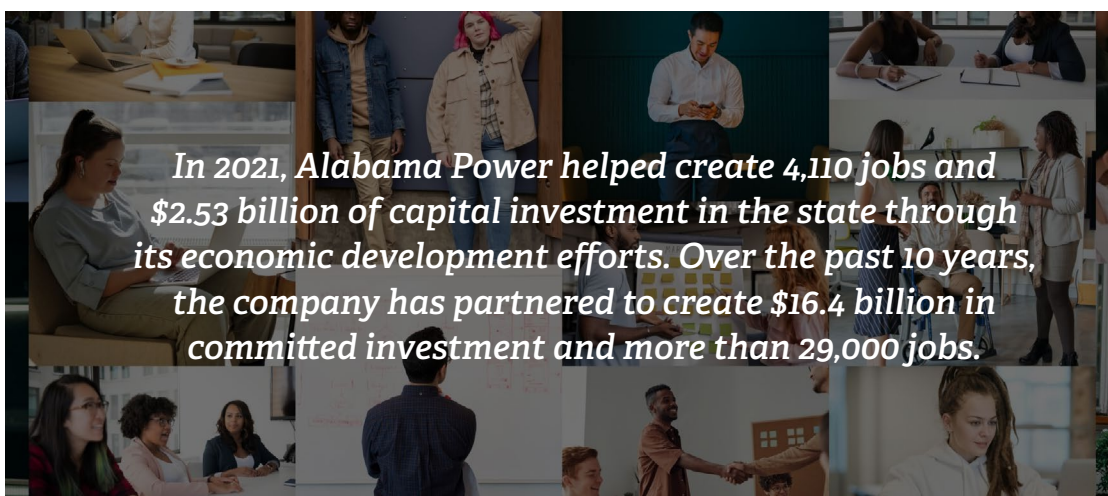 In 2021, Alabama Power helped create 4,110 jobs and
$2.53 billion of capital investment in the state through
its economic development efforts. Over the past 10 years,
the company has partnered to create $16.4 billion in
committed investment and more than 29,000 jobs.